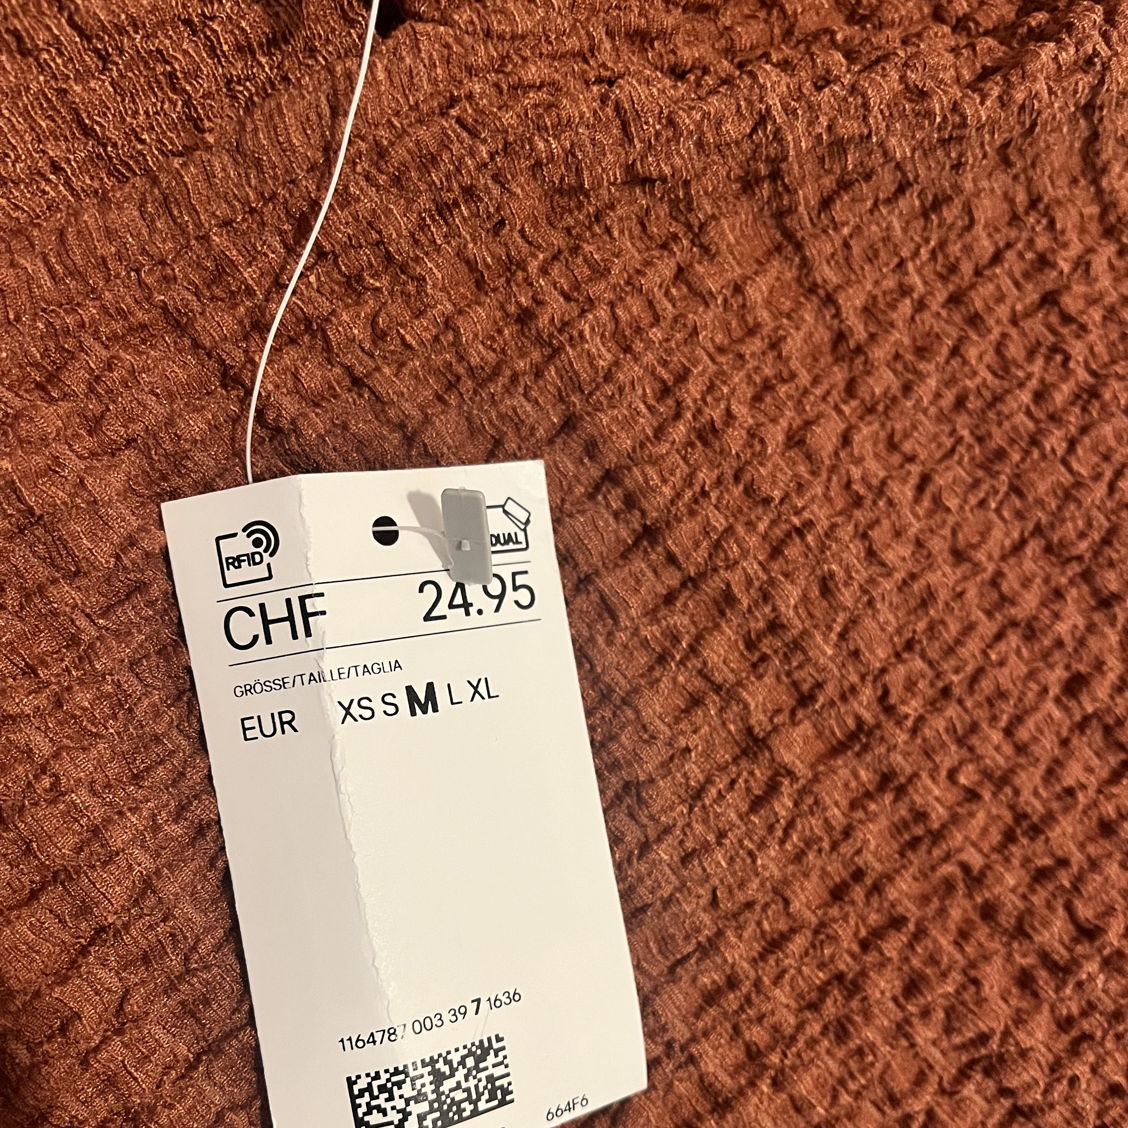 RFID
DUAL
CHF 24.95
GRÖSSE/TAILLE/TAGLIA
EUR XS S M L XL
1164787 003 39 7 1636
664F6